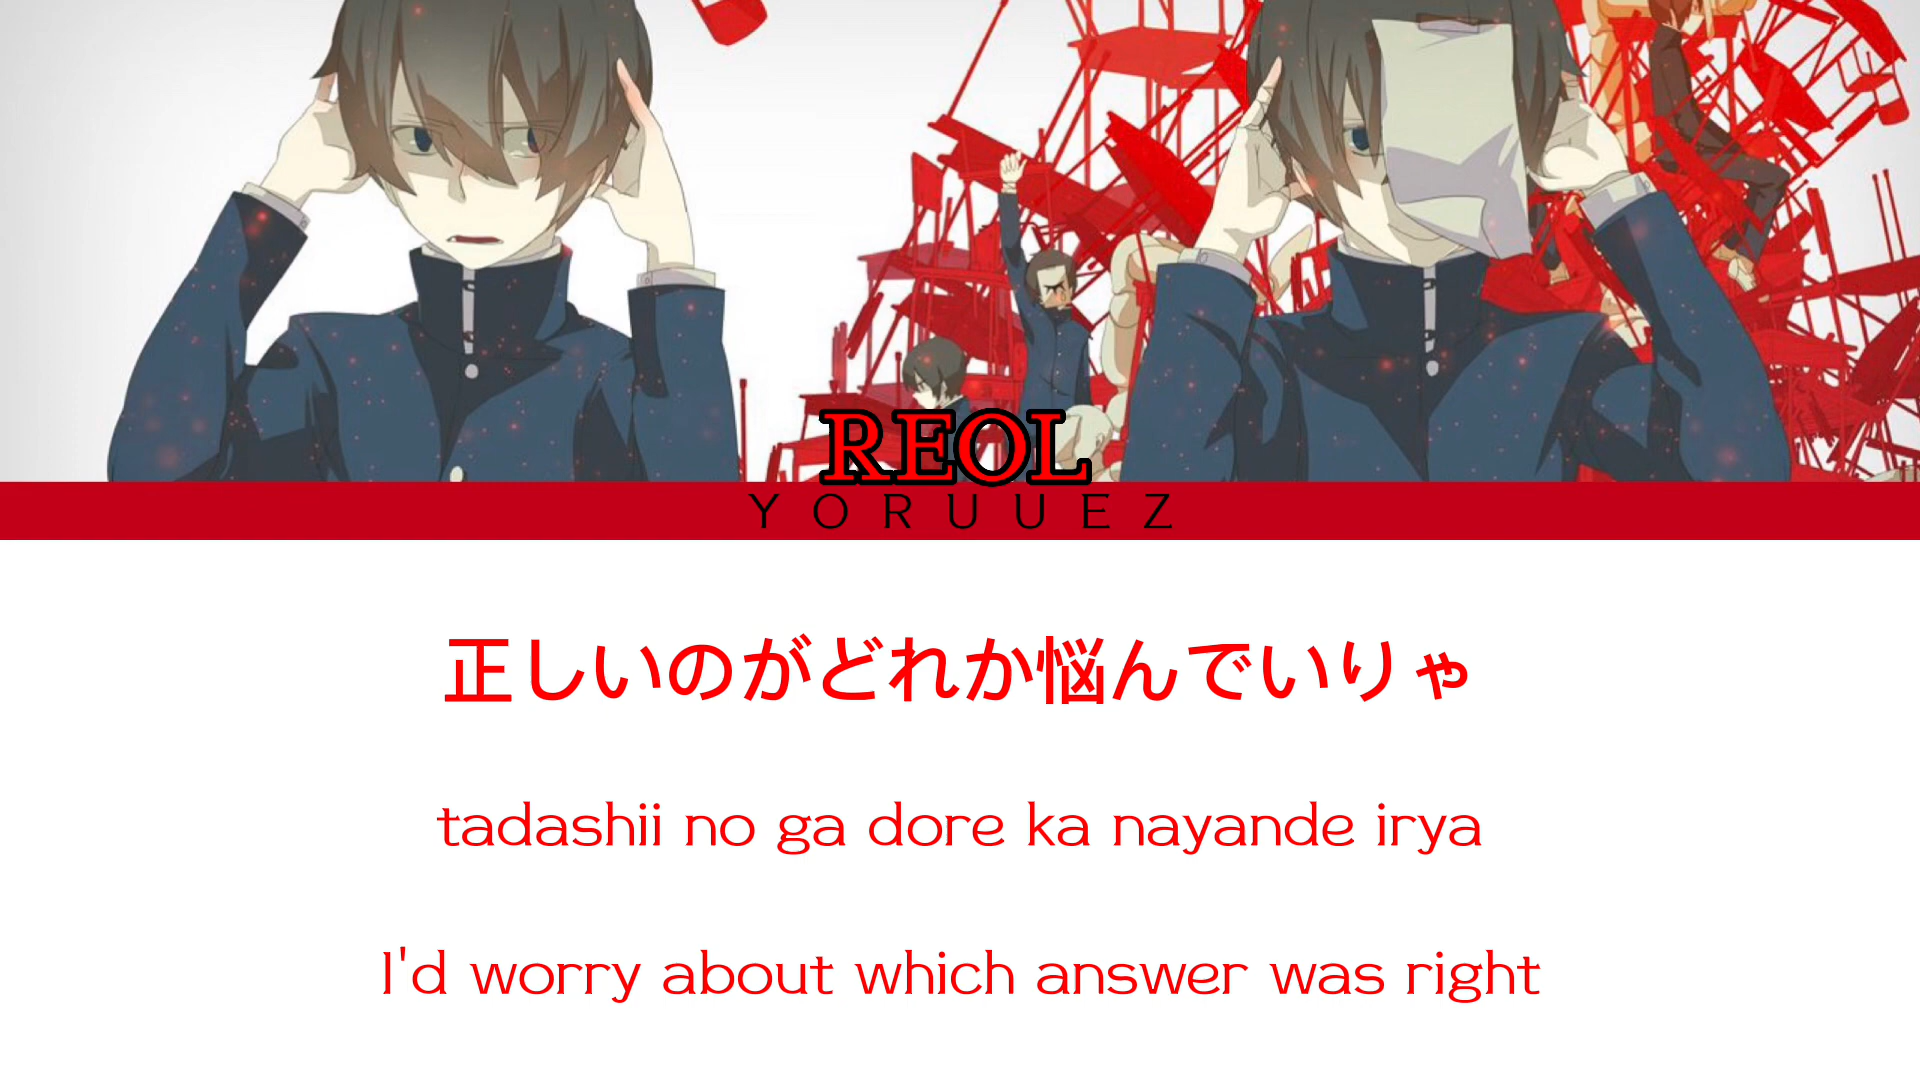 REOL
YORUUEZ
正しいのがどれか悩んでいりゃ
tadashii no ga dore ka nayande irya
I'd worry about which answer was right